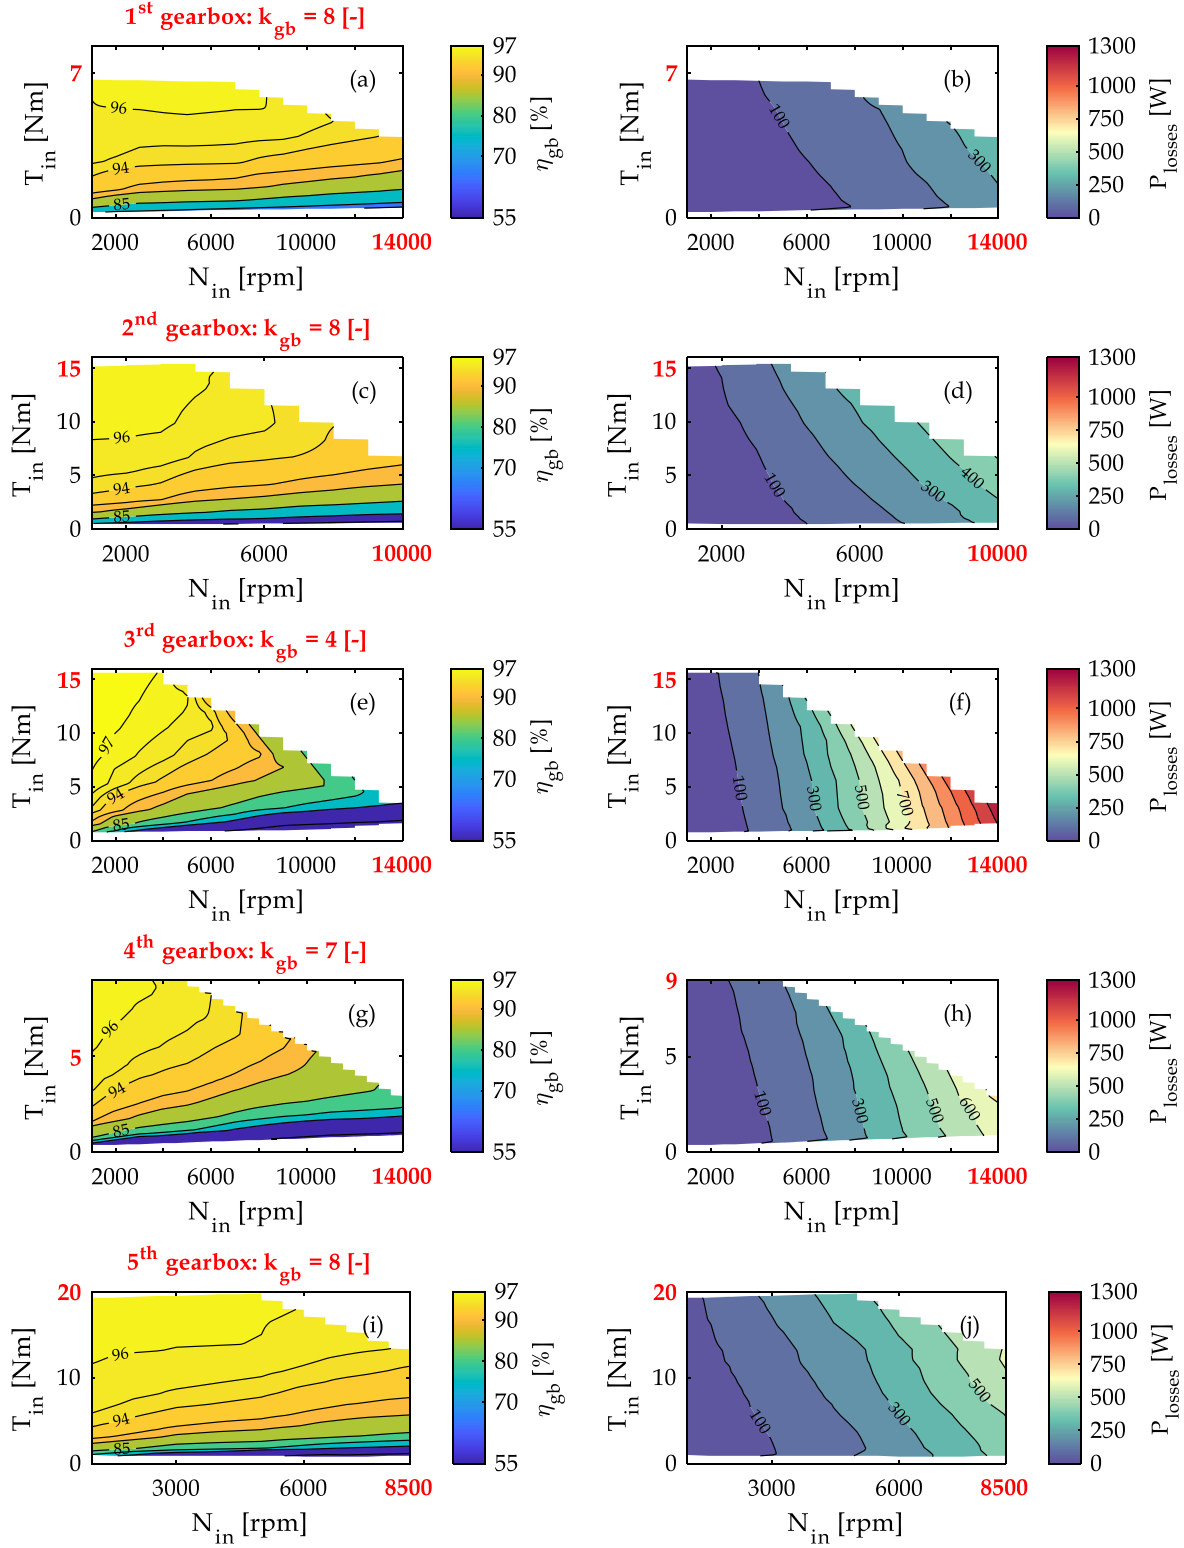 1st gearbox: kgb = 8 [-]
(a)
96
94
85
7
0
Tin [Nm]
2000 6000 10000 14000
Nin [rpm]
97
90
80
70
55
ηgb [%]
(b)
100
300
7
0
Tin [Nm]
2000 6000 10000 14000
Nin [rpm]
1300
1000
750
500
250
0
Plosses [W]
2nd gearbox: kgb = 8 [-]
(c)
96
94
85
15
10
5
0
Tin [Nm]
2000 6000 10000
Nin [rpm]
97
90
80
70
55
ηgb [%]
(d)
100
300
400
15
10
5
0
Tin [Nm]
2000 6000 10000
Nin [rpm]
1300
1000
750
500
250
0
Plosses [W]
3rd gearbox: kgb = 4 [-]
(e)
97
94
85
15
10
5
0
Tin [Nm]
2000 6000 10000 14000
Nin [rpm]
97
90
80
70
55
ηgb [%]
(f)
100
300
500
700
15
10
5
0
Tin [Nm]
2000 6000 10000 14000
Nin [rpm]
1300
1000
750
500
250
0
Plosses [W]
4th gearbox: kgb = 7 [-]
(g)
96
94
85
5
0
Tin [Nm]
2000 6000 10000 14000
Nin [rpm]
97
90
80
70
55
ηgb [%]
(h)
100
300
500
600
9
5
0
Tin [Nm]
2000 6000 10000 14000
Nin [rpm]
1300
1000
750
500
250
0
Plosses [W]
5th gearbox: kgb = 8 [-]
(i)
96
94
85
20
10
0
Tin [Nm]
3000 6000 8500
Nin [rpm]
97
90
80
70
55
ηgb [%]
(j)
100
300
500
20
10
0
Tin [Nm]
3000 6000 8500
Nin [rpm]
1300
1000
750
500
250
0
Plosses [W]